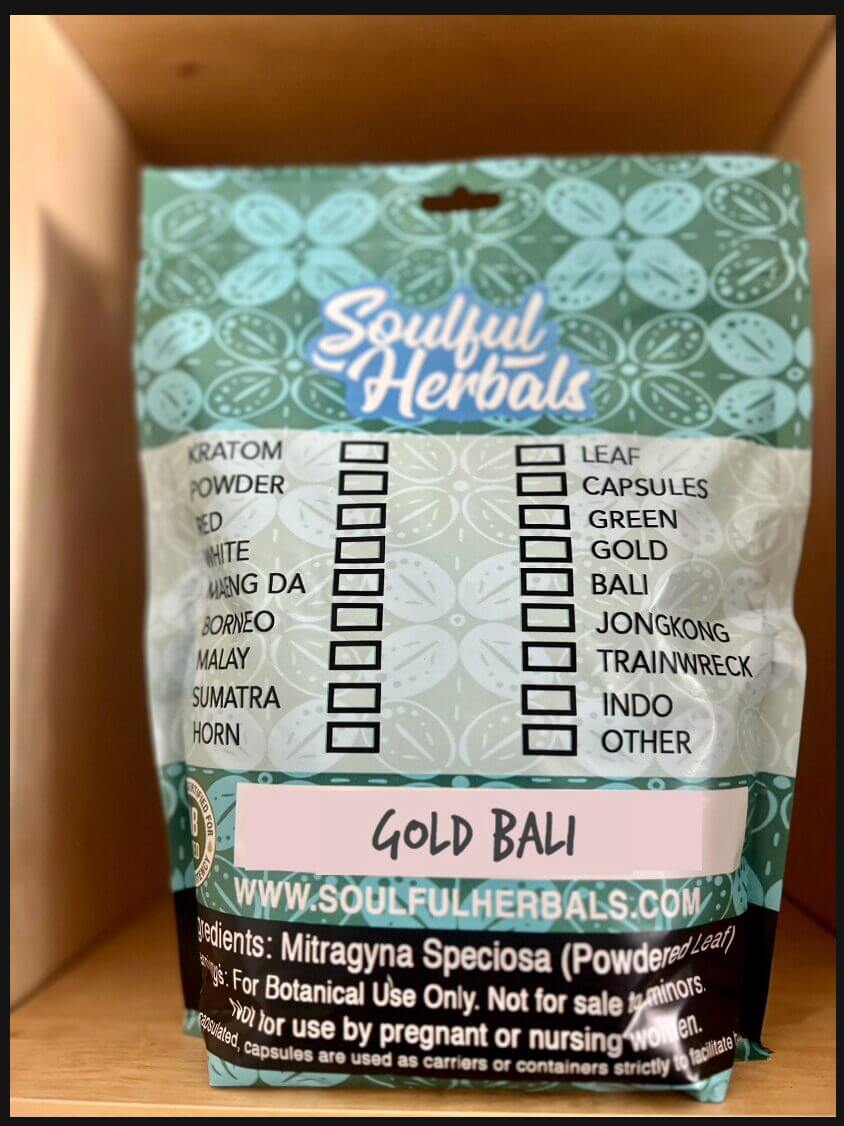 Soulful
Herbals
KRATOM LEAF
POWDER CAPSULES
RED GREEN
WHITE GOLD
MAENG DA BALI
BORNEO JONGKONG
MALAY TRAINWRECK
SUMATRA INDO
HORN OTHER
GOLD BALI
WWW.SOULFULHERBALS.COM
gredients: Mitragyna Speciosa (Powdered Leaf)
For Botanical Use Only. Not for sale to minors.
Not for use by pregnant or nursing women.
capsules are used as carriers or containers strictly to facilitate